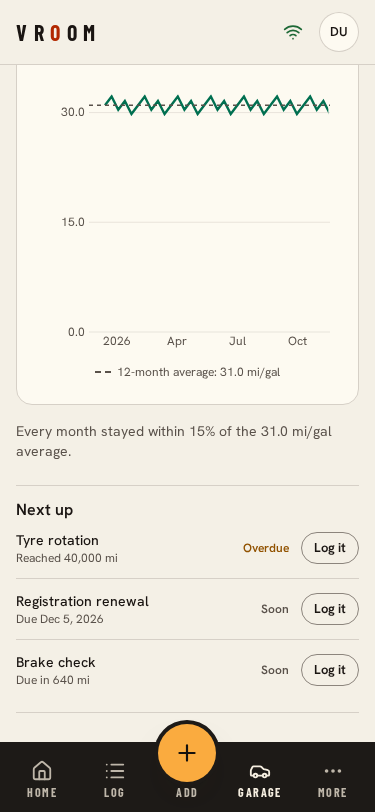 VROOM
DU
30.0
15.0
0.0
2026 Apr Jul Oct
12-month average: 31.0 mi/gal
Every month stayed within 15% of the 31.0 mi/gal
average.
Next up
Tyre rotation
Reached 40,000 mi
Overdue
Log it
Registration renewal
Due Dec 5, 2026
Soon
Log it
Brake check
Due in 640 mi
Soon
Log it
HOME LOG ADD GARAGE MORE